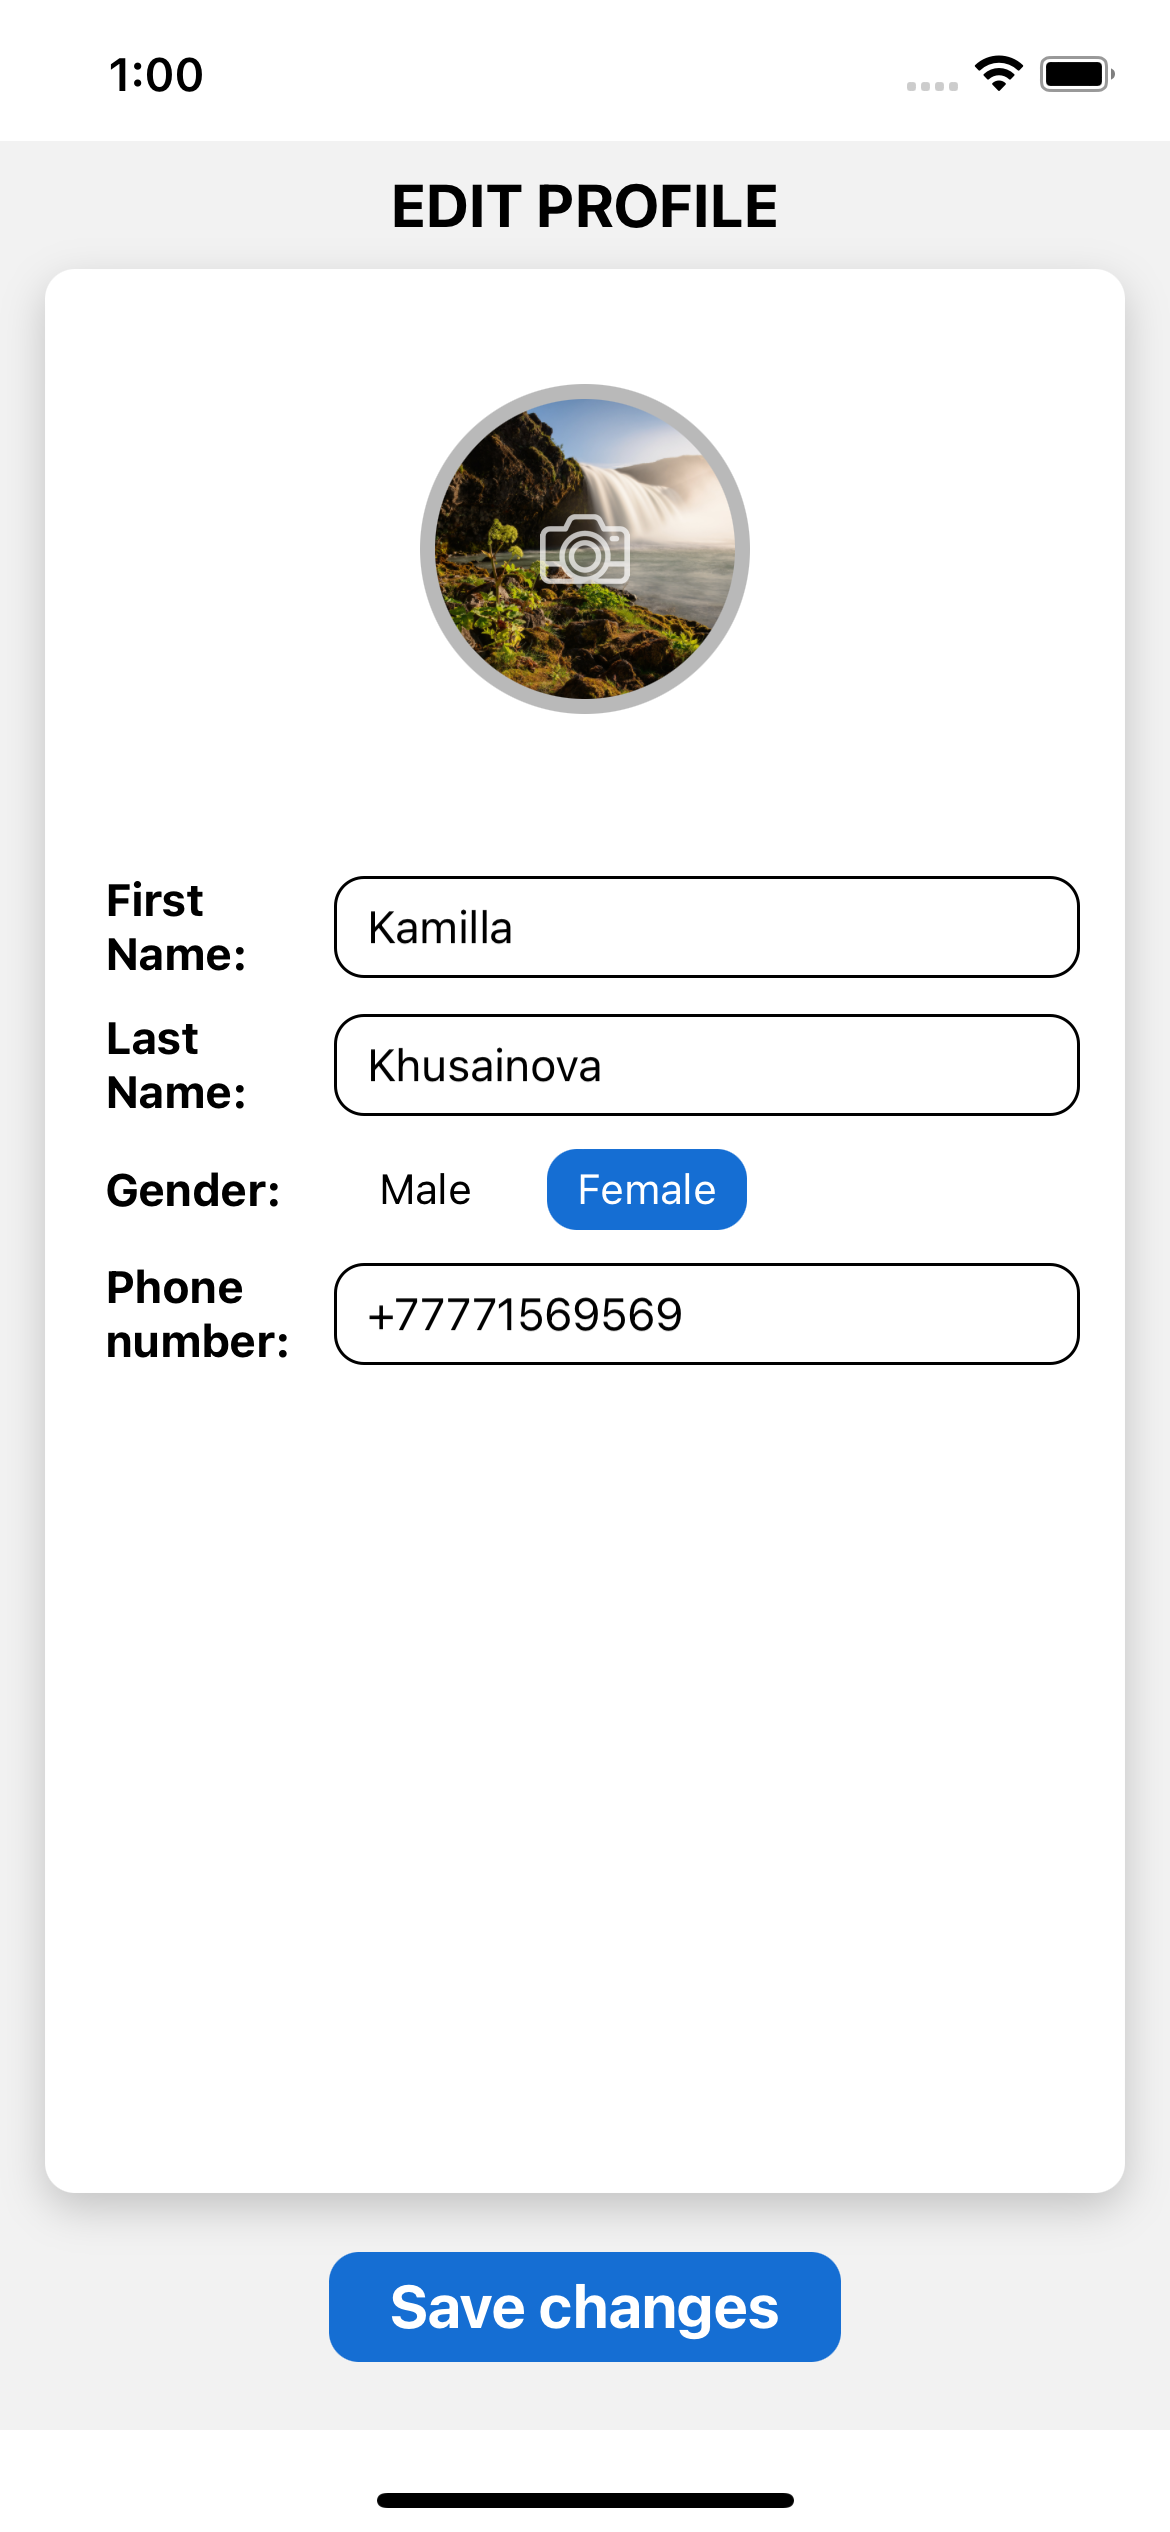 1:00
EDIT PROFILE
First
Name:
Kamilla
Last
Name:
Khusainova
Gender:
Male
Female
Phone
number:
+77771569569
Save changes